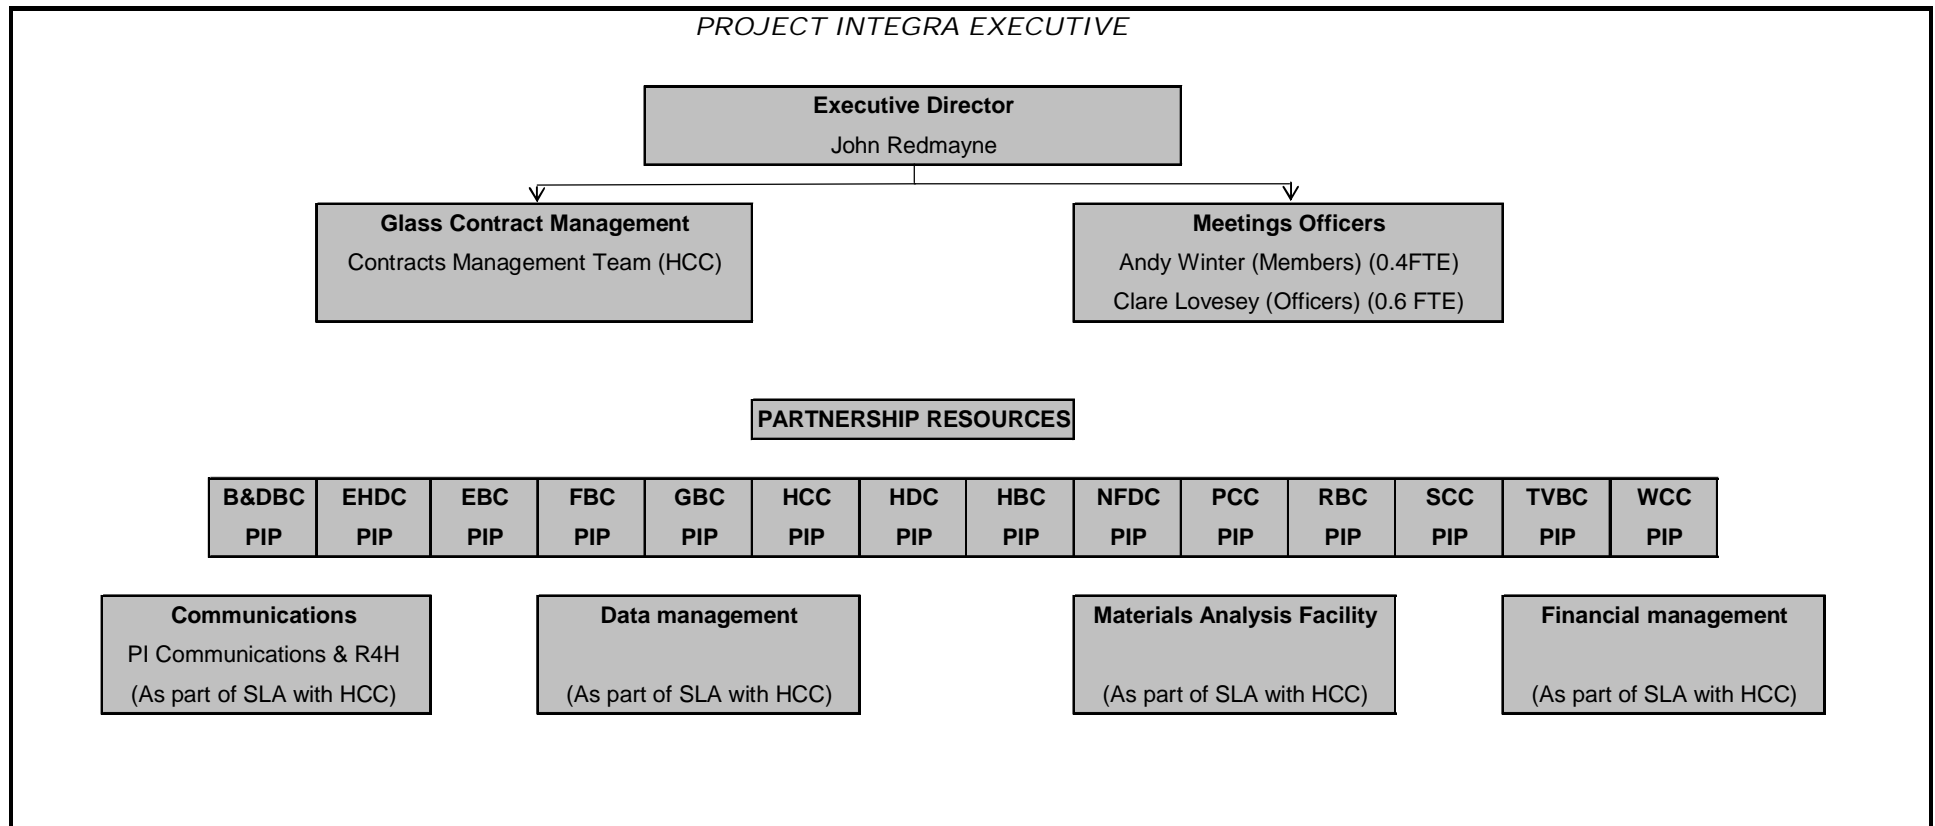 PROJECT INTEGRA EXECUTIVE
Executive Director
John Redmayne
Glass Contract Management
Contracts Management Team (HCC)
Meetings Officers
Andy Winter (Members) (0.4FTE)
Clare Lovesey (Officers) (0.6 FTE)
PARTNERSHIP RESOURCES
B&DBC EHDC EBC FBC GBC HCC HDC HBC NFDC PCC RBC SCC TVBC WCC
PIP PIP PIP PIP PIP PIP PIP PIP PIP PIP PIP PIP PIP PIP
Communications
PI Communications & R4H
(As part of SLA with HCC)
Data management
(As part of SLA with HCC)
Materials Analysis Facility
(As part of SLA with HCC)
Financial management
(As part of SLA with HCC)